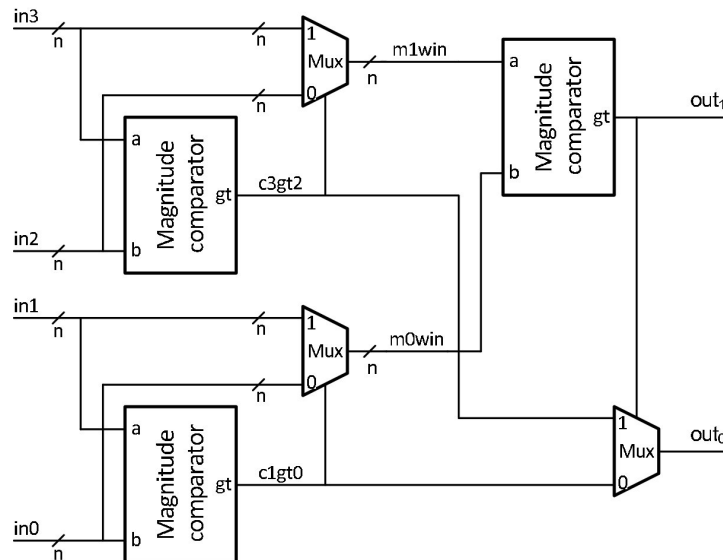 in3
n
n
1
Mux
0
n
m1win
n
a
b
Magnitude
comparator
gt
c3gt2
in2
n
a
b
Magnitude
comparator
gt
out1
in1
n
n
1
Mux
0
n
m0win
n
a
b
Magnitude
comparator
gt
c1gt0
in0
n
1
Mux
0
out0